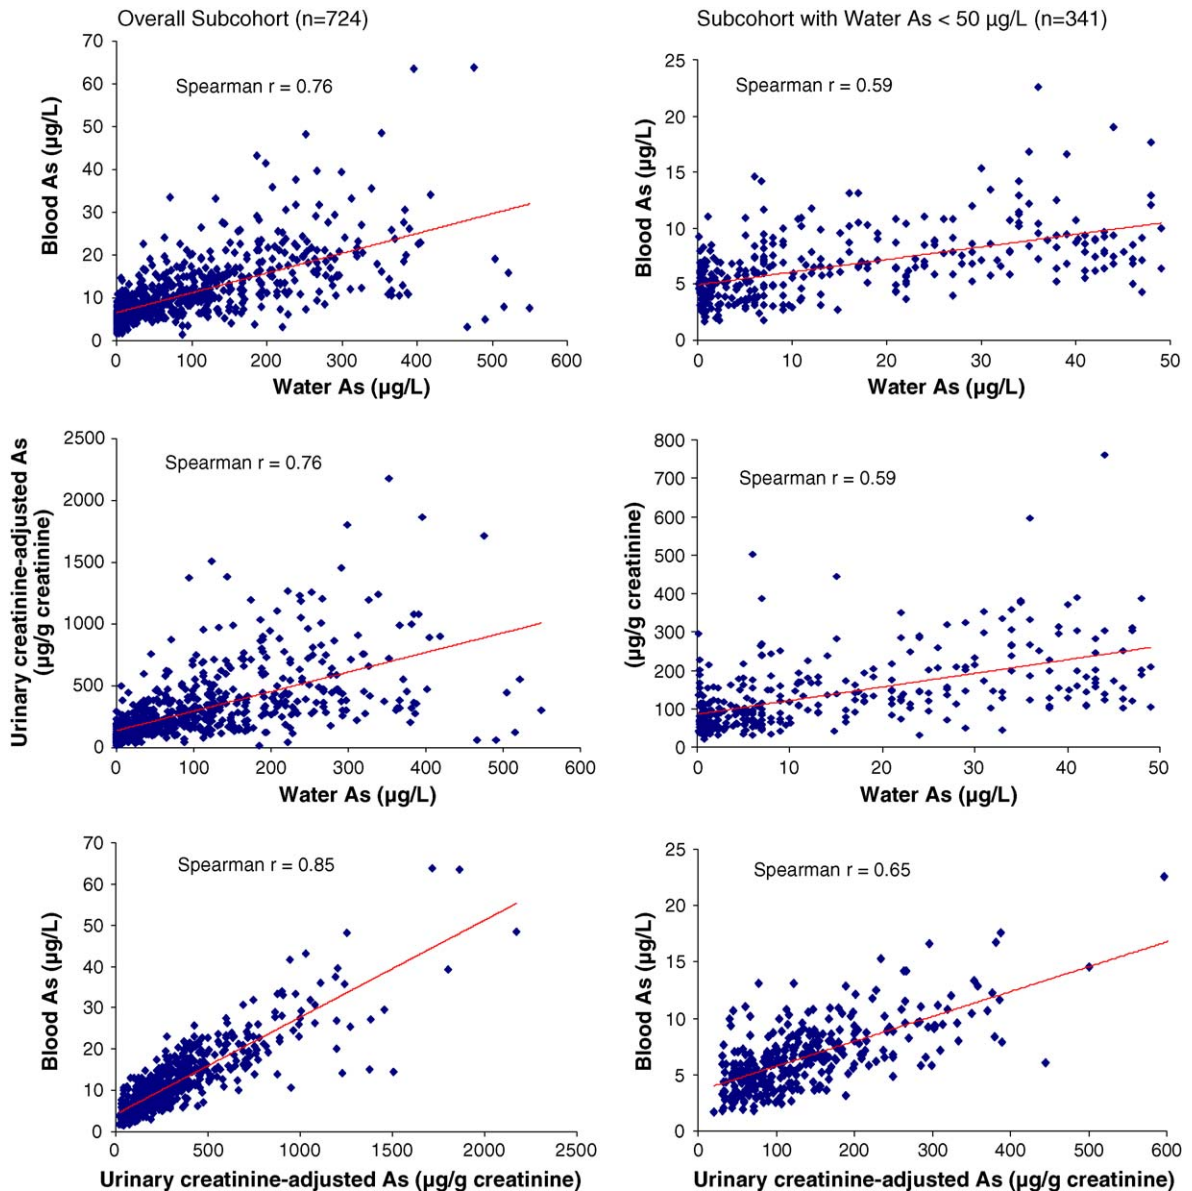 Overall Subcohort (n=724)
Subcohort with Water As < 50 µg/L (n=341)
70
60
50
40
30
20
10
0
Blood As (µg/L)
Spearman r = 0.76
0 100 200 300 400 500 600
Water As (µg/L)
25
20
15
10
5
0
Blood As (µg/L)
Spearman r = 0.59
0 10 20 30 40 50
Water As (µg/L)
2500
2000
1500
1000
500
0
Urinary creatinine-adjusted As
(µg/g creatinine)
Spearman r = 0.76
0 100 200 300 400 500 600
Water As (µg/L)
800
700
600
500
400
300
200
100
0
(µg/g creatinine)
Spearman r = 0.59
0 10 20 30 40 50
Water As (µg/L)
70
60
50
40
30
20
10
0
Blood As (µg/L)
Spearman r = 0.85
0 500 1000 1500 2000 2500
Urinary creatinine-adjusted As (µg/g creatinine)
25
20
15
10
5
0
Blood As (µg/L)
Spearman r = 0.65
0 100 200 300 400 500 600
Urinary creatinine-adjusted As (µg/g creatinine)